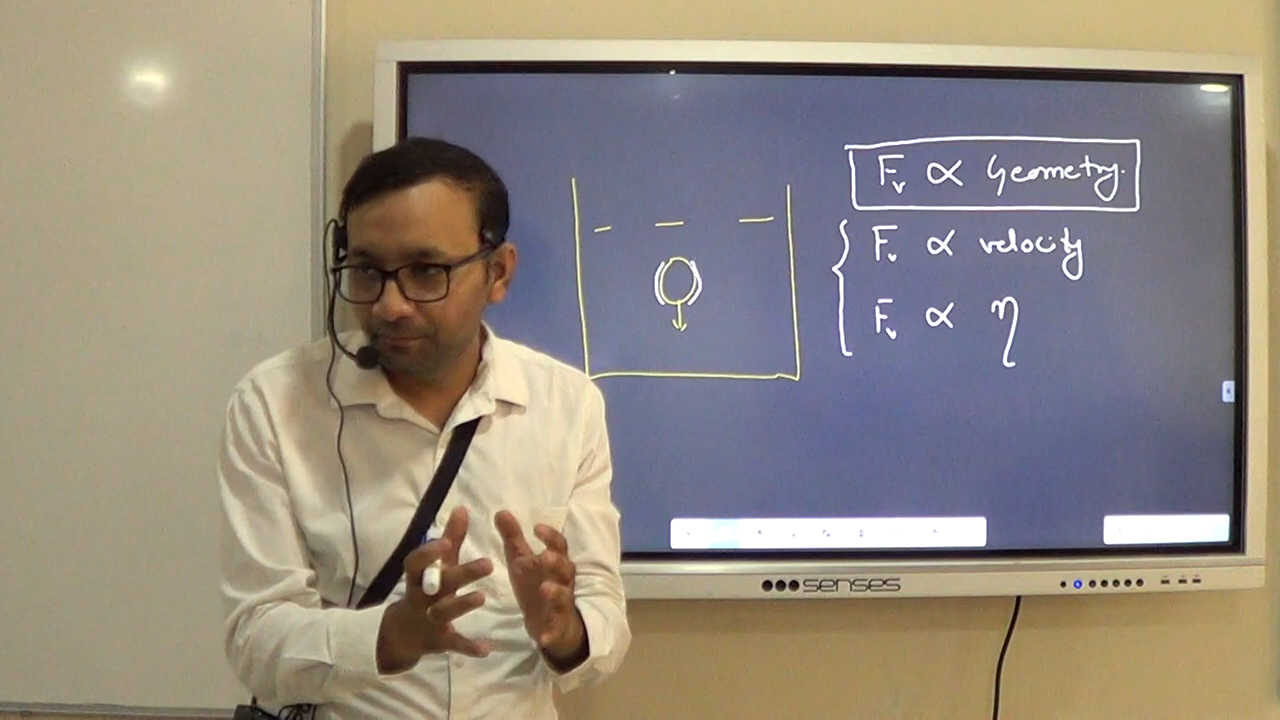 Fv ∝ Geometry.
Fv ∝ velocity
Fv ∝ η
senses